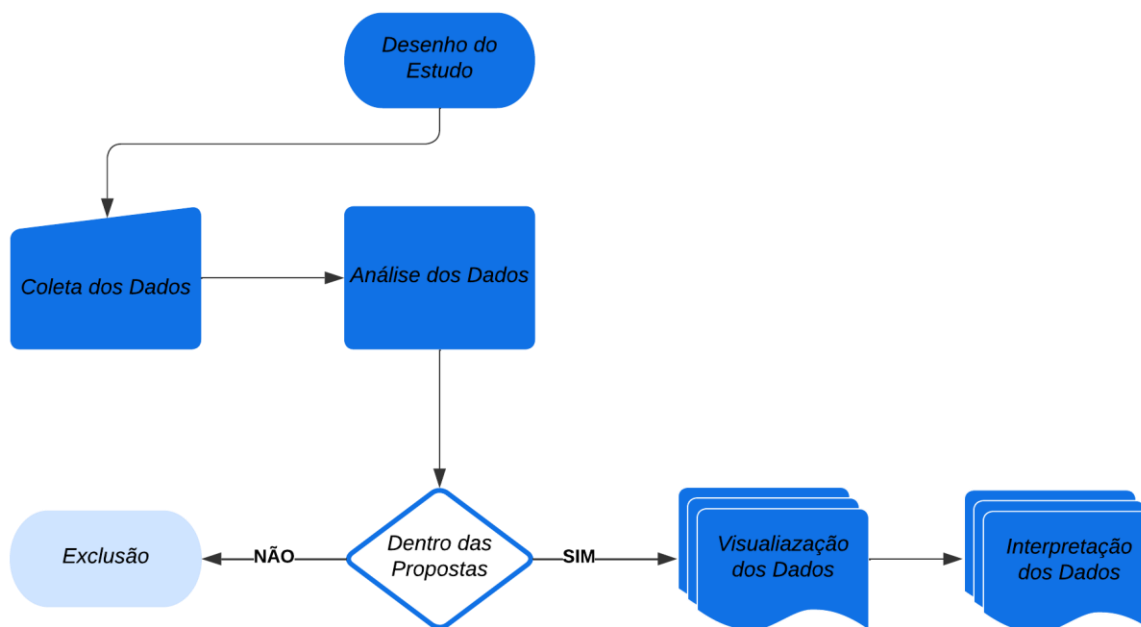 Desenho do
Estudo
Coleta dos Dados
Análise dos Dados
Exclusão
NÃO
Dentro das
Propostas
SIM
Visualiazação
dos Dados
Interpretação
dos Dados